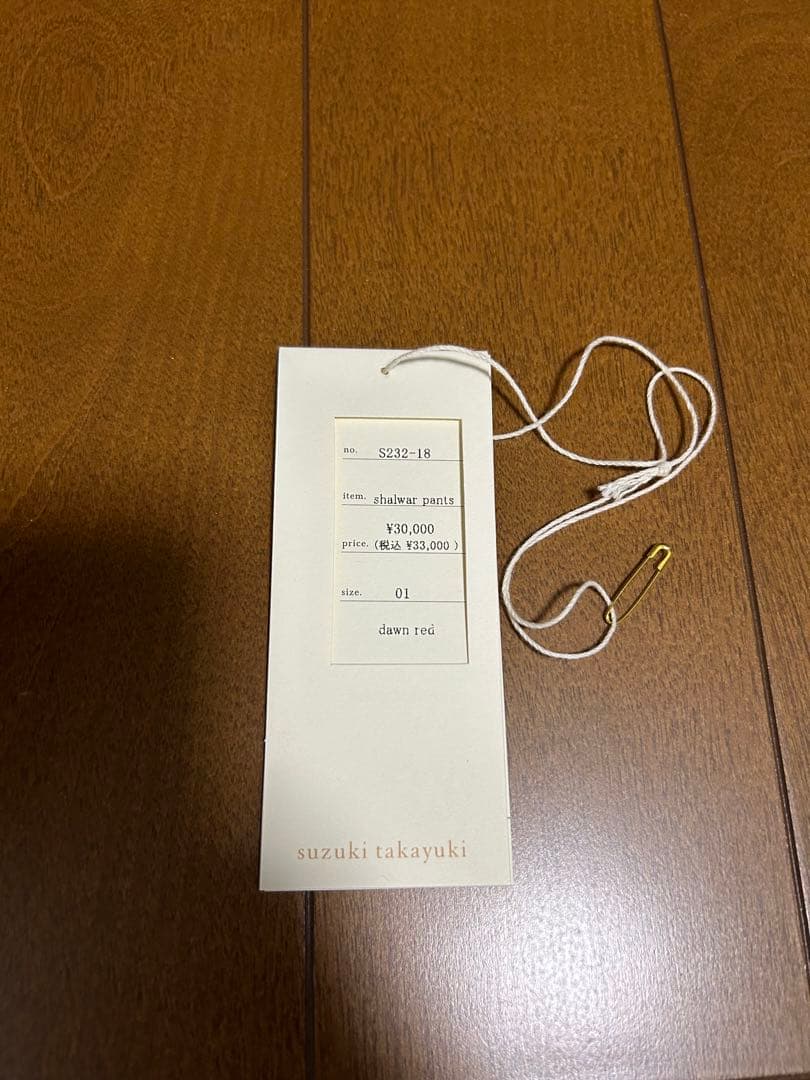 no. S232-18
item. shalwar pants
¥30,000
price. (税込 ¥33,000 )
size. 01
dawn red
suzuki takayuki